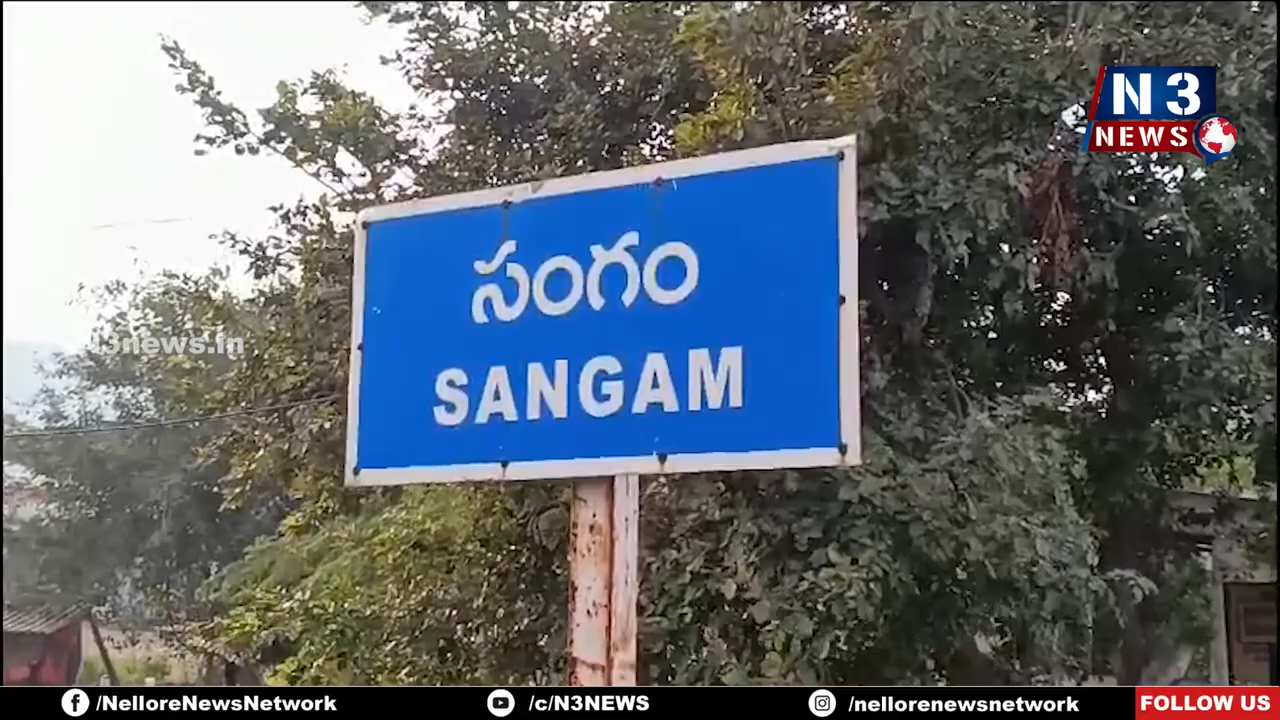 N3
NEWS
సంగం
N3news.in
SANGAM
/NelloreNewsNetwork
/c/N3NEWS
/nellorenewsnetwork
FOLLOW US